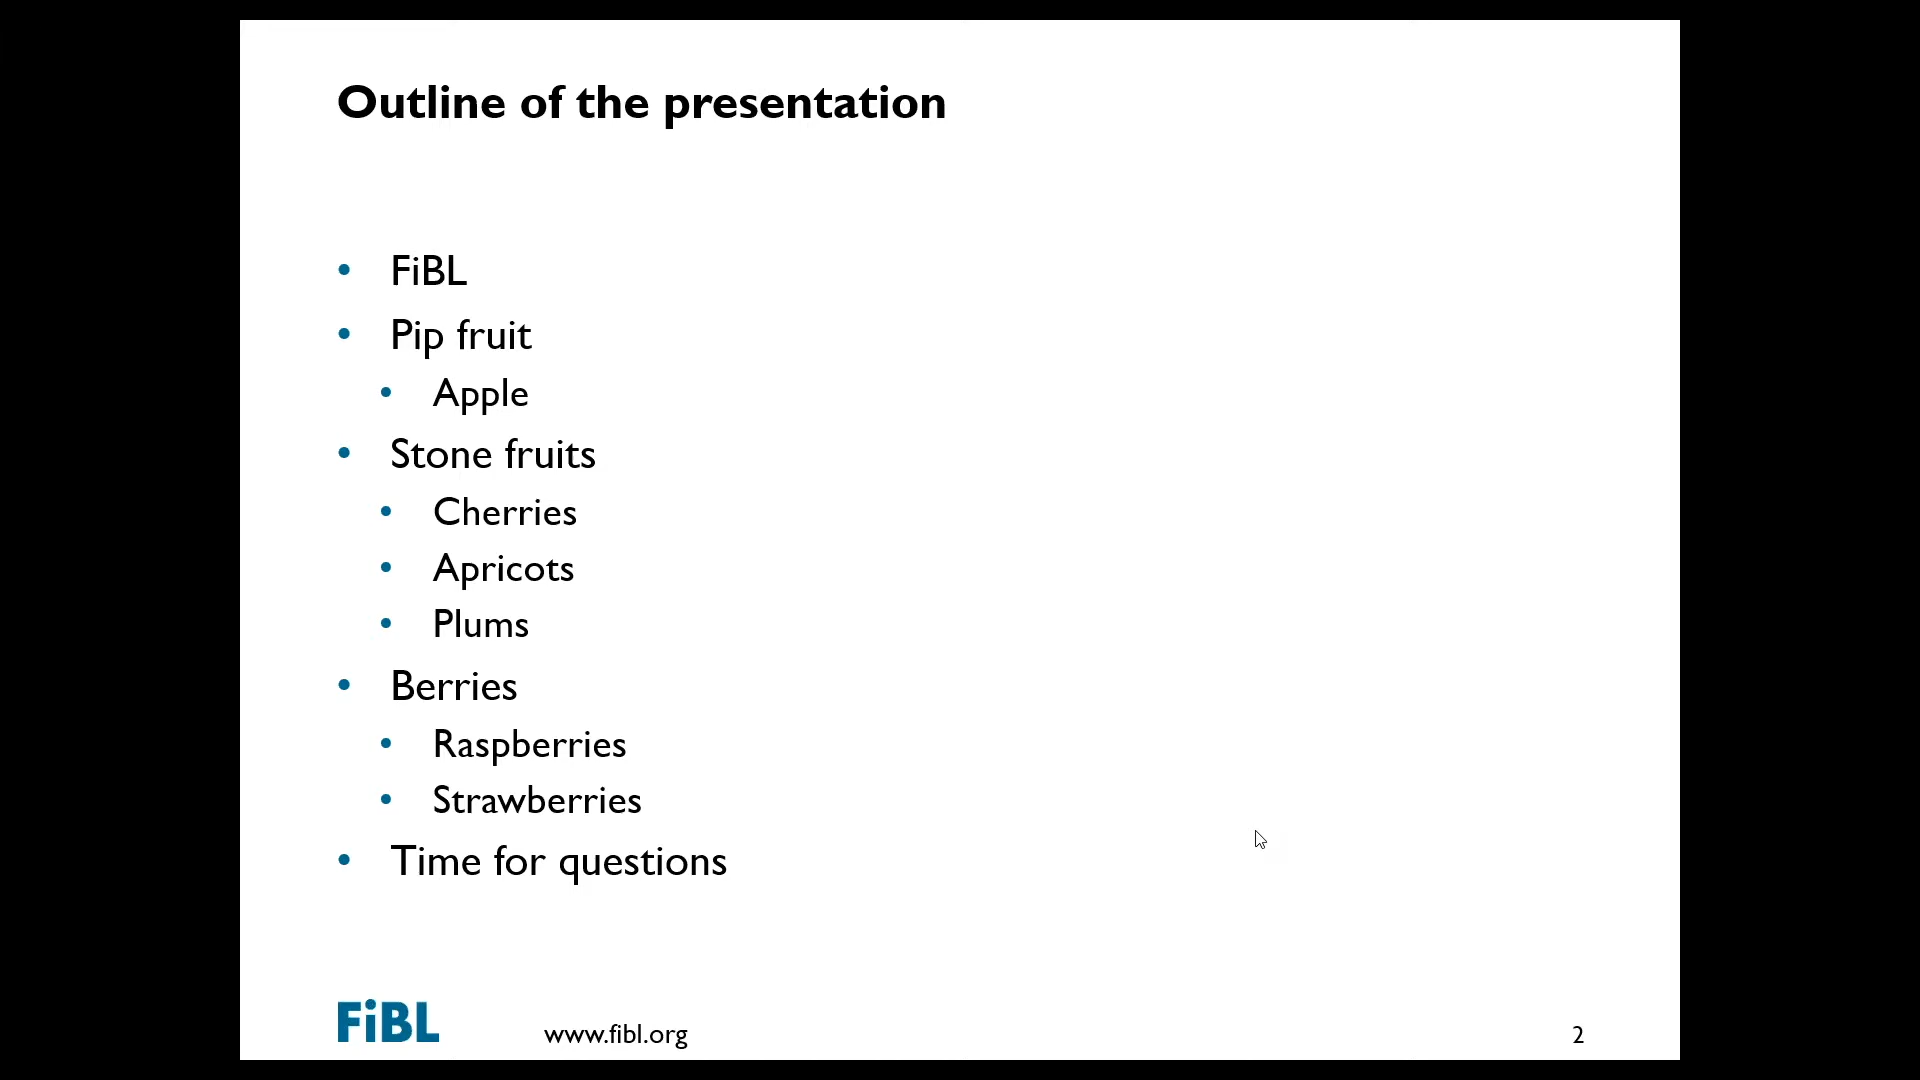 Outline of the presentation
• FiBL
• Pip fruit
• Apple
• Stone fruits
• Cherries
• Apricots
• Plums
• Berries
• Raspberries
• Strawberries
• Time for questions
FiBL www.fibl.org 2